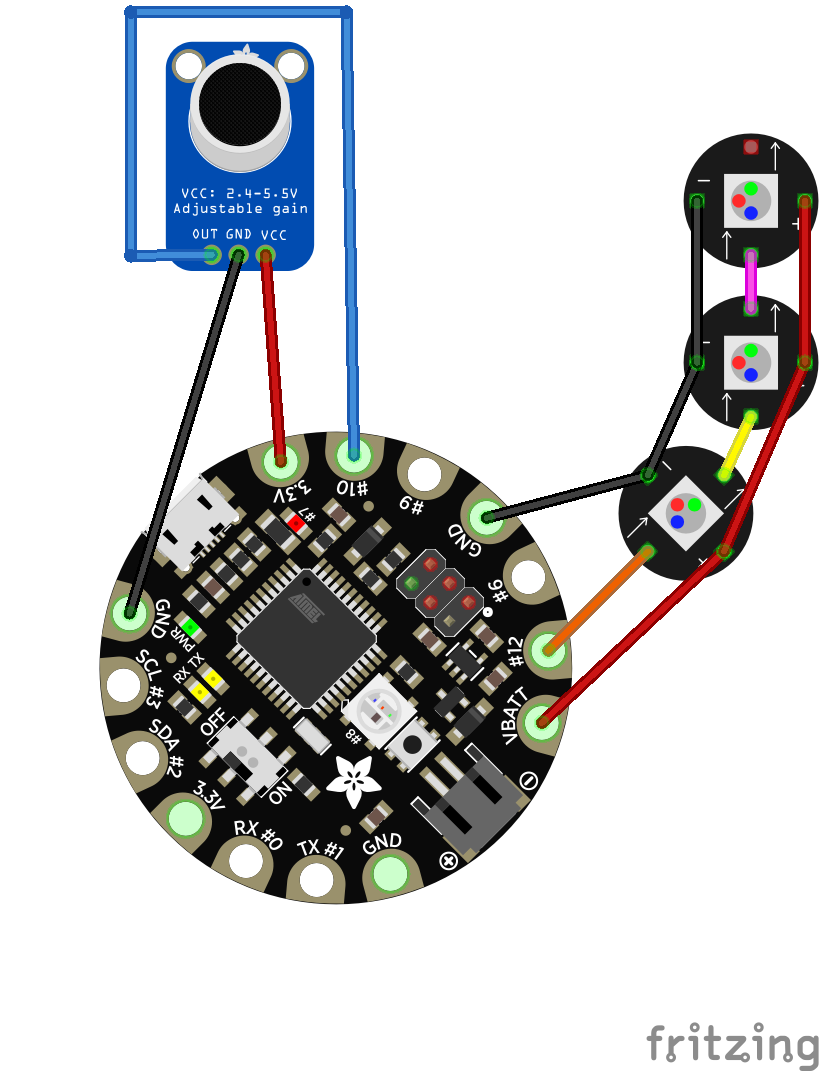 VCC: 2.4-5.5V
Adjustable gain
OUT GND VCC
3.3V
#10
#9
GND
#7
#6
GND
PWR
#12
RX TX
SCL #3
VBATT
OFF
#8
SDA #2
ON
3.3V
RX #0
TX #1
GND
ATMEL
fritzing